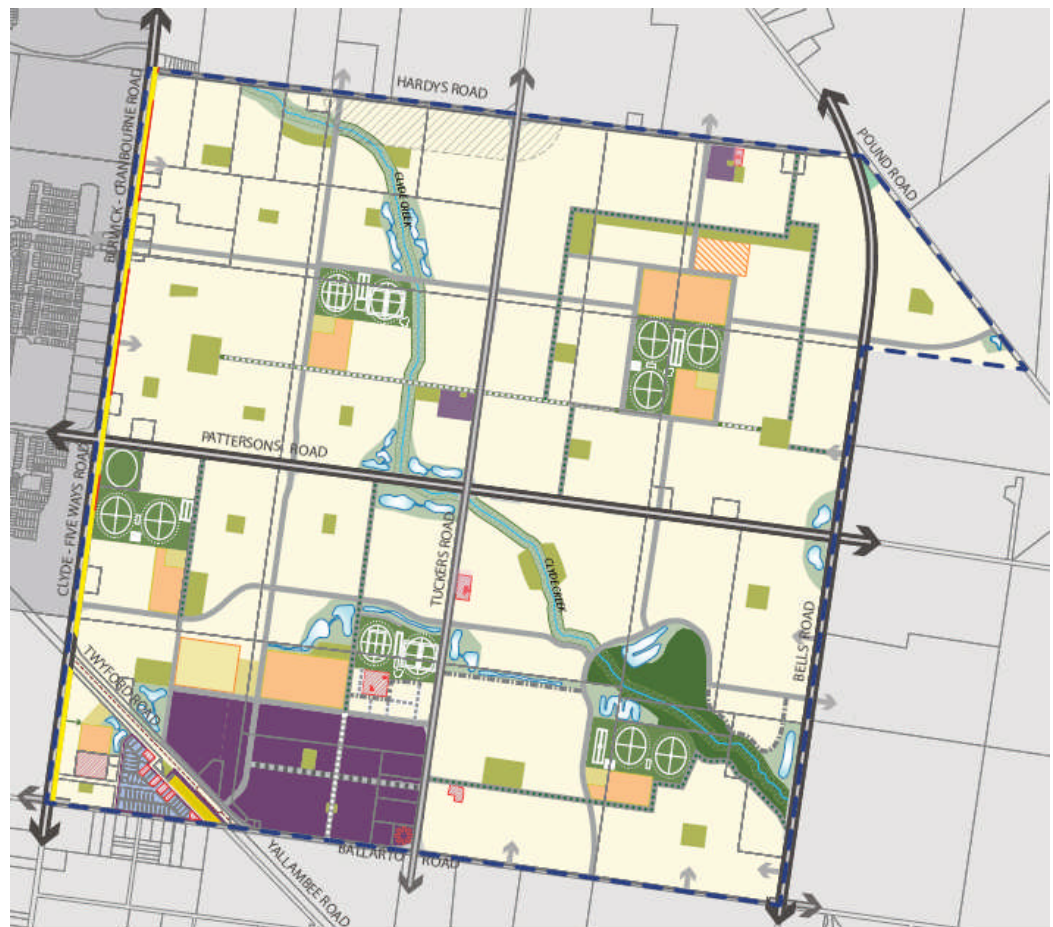 HARDYS ROAD
BERWICK - CRANBOURNE ROAD
POUND ROAD
CLYDE CREEK
PATTERSONS ROAD
CLYDE - FIVE WAYS ROAD
TUCKERS ROAD
CLYDE CREEK
BELLS ROAD
TWYFORD ROAD
YALLAMBEE ROAD
BALLARTO ROAD